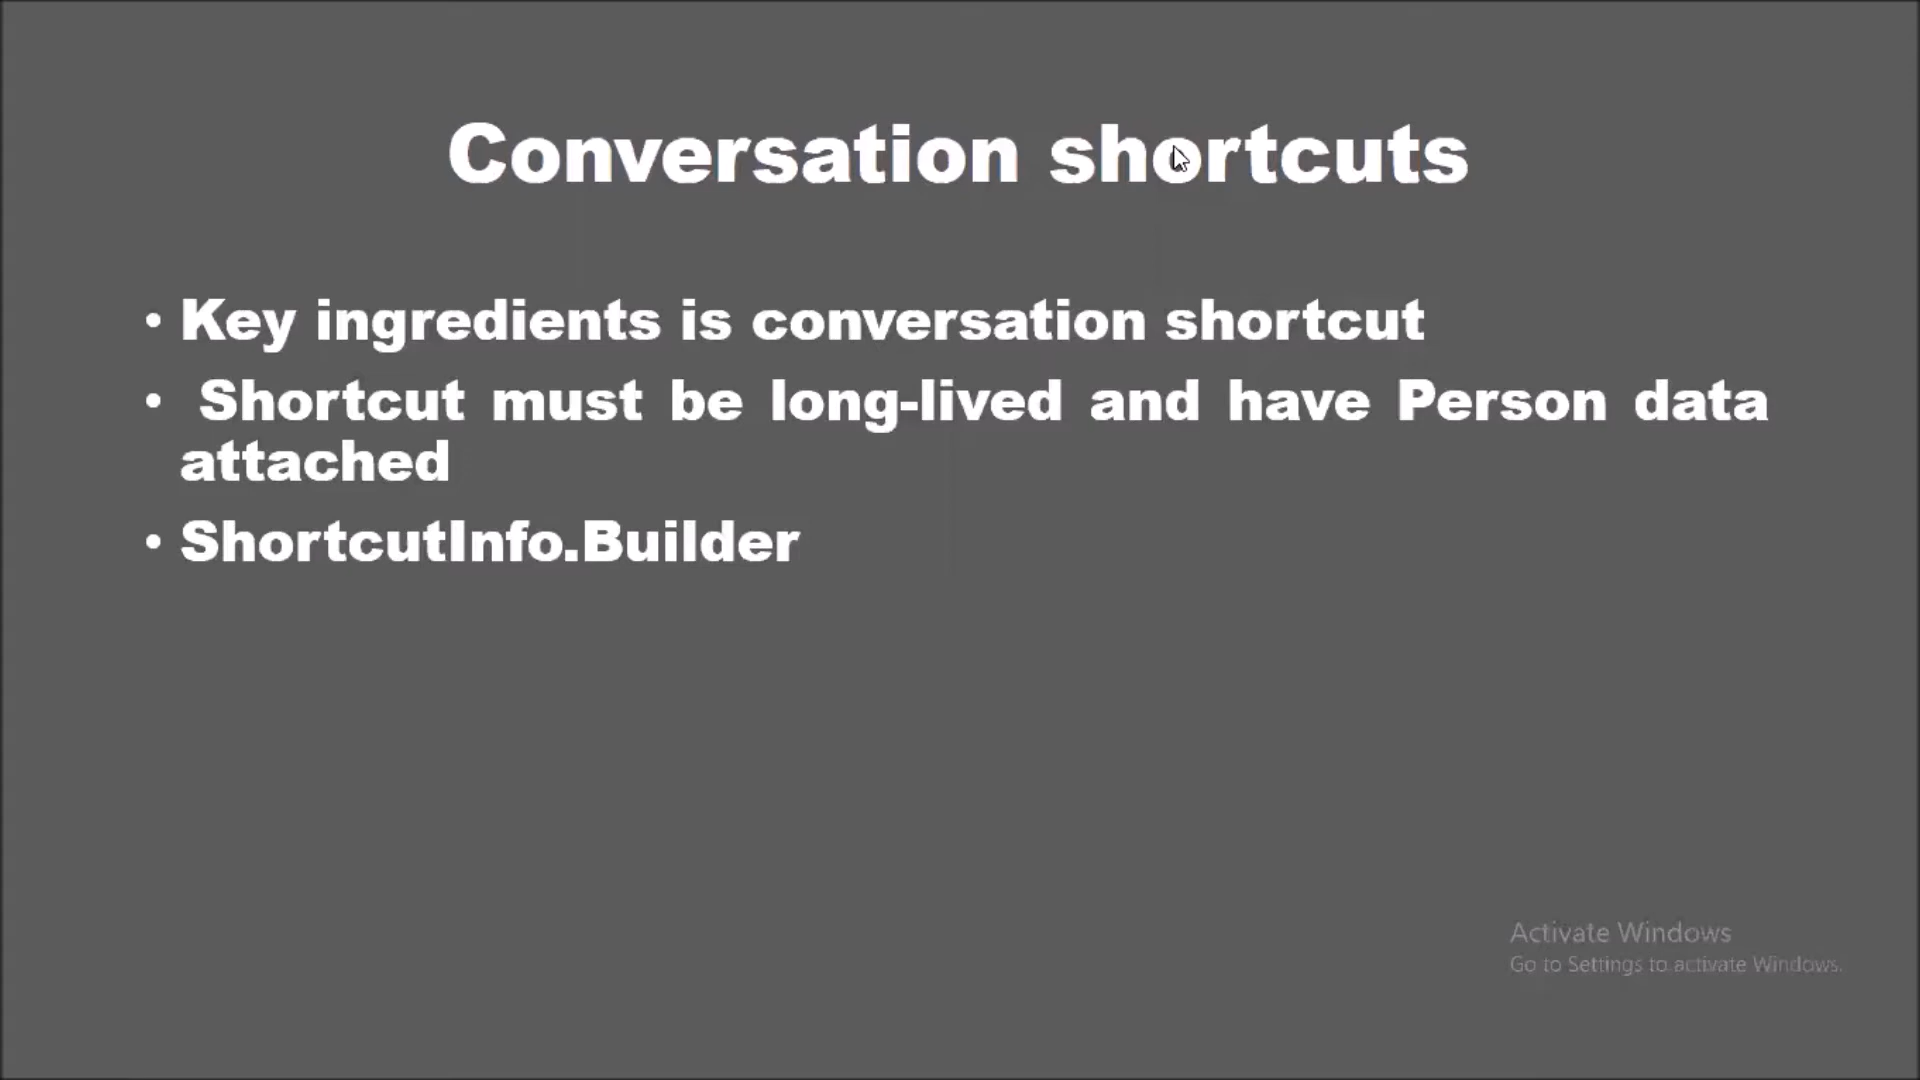 Conversation shortcuts
• Key ingredients is conversation shortcut
• Shortcut must be long-lived and have Person data
attached
• ShortcutInfo.Builder
Activate Windows
Go to Settings to activate Windows.